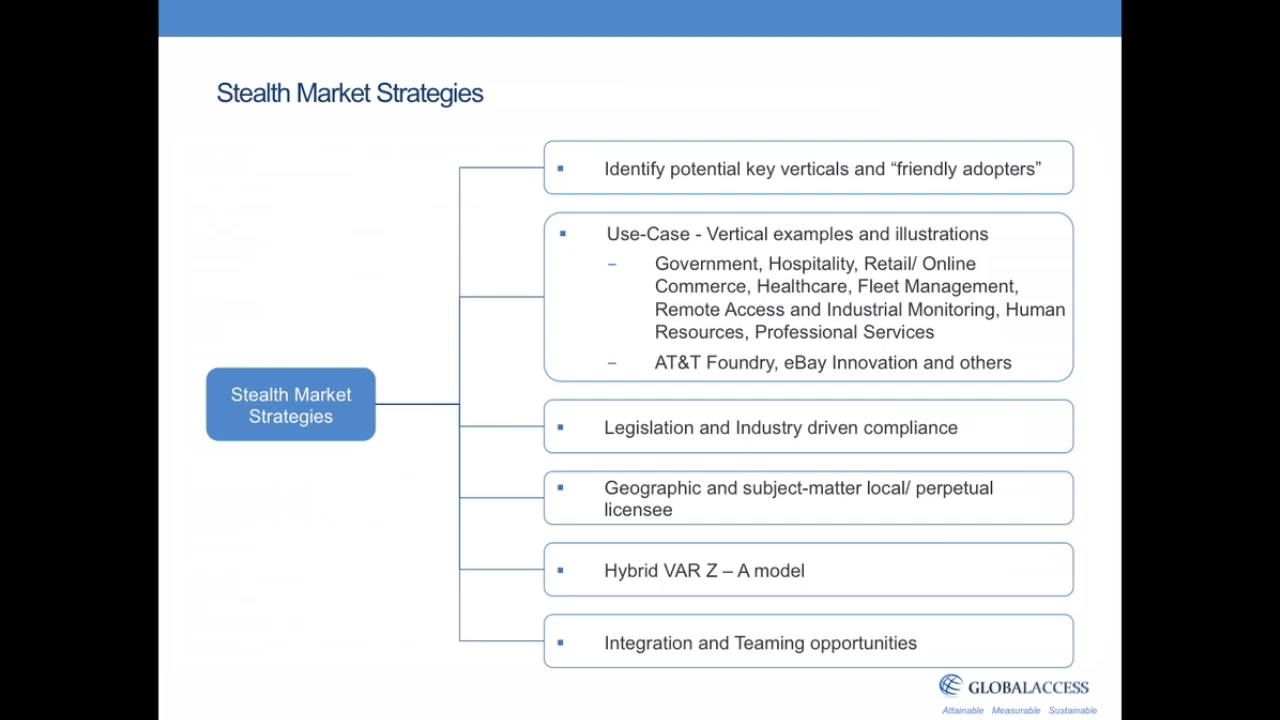 Stealth Market Strategies
Identify potential key verticals and “friendly adopters”
Use-Case - Vertical examples and illustrations
Government, Hospitality, Retail/ Online
Commerce, Healthcare, Fleet Management,
Remote Access and Industrial Monitoring, Human
Resources, Professional Services
AT&T Foundry, eBay Innovation and others
Stealth Market
Strategies
Legislation and Industry driven compliance
Geographic and subject-matter local/ perpetual
licensee
Hybrid VAR Z – A model
Integration and Teaming opportunities
GLOBALACCESS
Attainable Measurable Sustainable